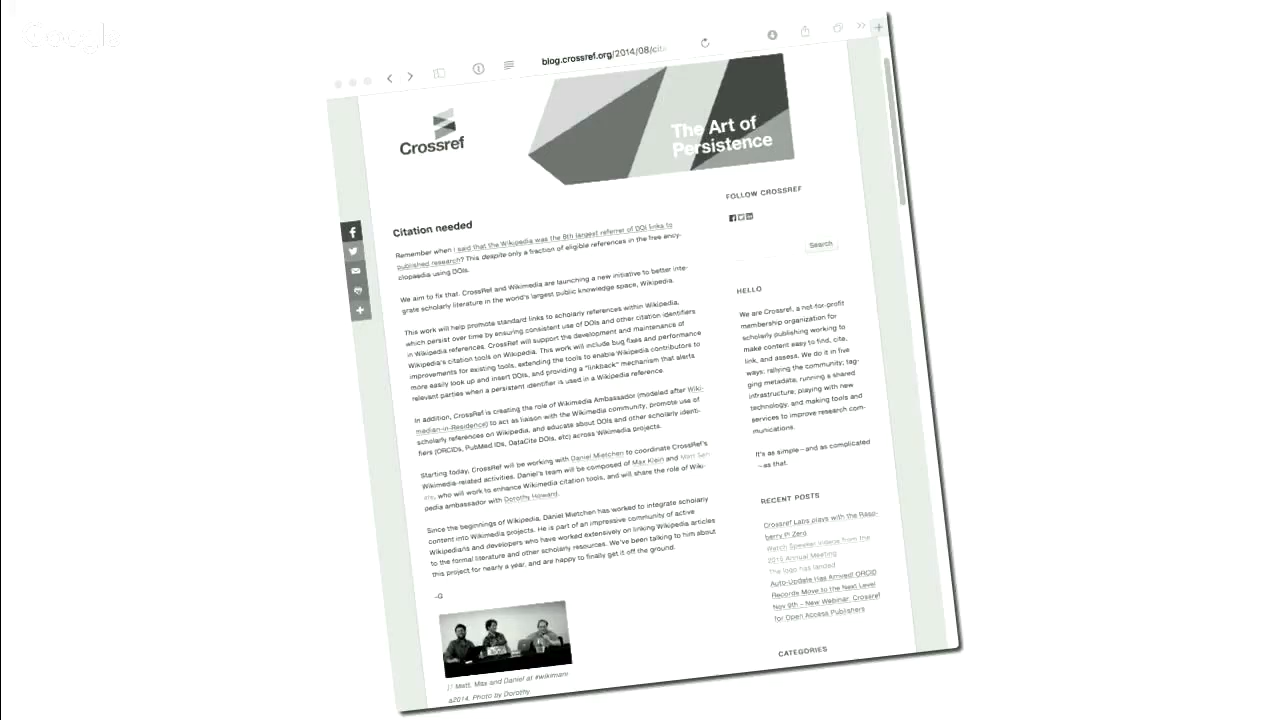 Google
blog.crossref.org/2014/08/cita
Crossref
The Art of
Persistence
Citation needed
Remember when I said that the Wikipedia was the 8th largest referrer of DOI links to
published research? This despite only a fraction of eligible references in the free ency-
clopaedia using DOIs.
We aim to fix that. CrossRef and Wikimedia are launching a new initiative to better inte-
grate scholarly literature in the world's largest public knowledge space, Wikipedia.
This work will help promote standard links to scholarly references within Wikipedia,
which persist over time by ensuring consistent use of DOIs and other citation identifiers
in Wikipedia references. CrossRef will support the development and maintenance of
Wikipedia's citation tools on Wikipedia. This work will include bug fixes and performance
improvements for existing tools, extending the tools to enable Wikipedia contributors to
more easily look up and insert DOIs, and providing a "linkback" mechanism that alerts
relevant parties when a persistent identifier is used in a Wikipedia reference.
In addition, CrossRef is creating the role of Wikimedia Ambassador (modeled after Wiki-
median-in-Residence) to act as liaison with the Wikimedia community, promote use of
scholarly references on Wikipedia, and educate about DOIs and other scholarly identi-
fiers (ORCIDs, PubMed IDs, DataCite DOIs, etc) across Wikimedia projects.
Starting today, CrossRef will be working with Daniel Mietchen to coordinate CrossRef's
Wikimedia-related activities. Daniel's team will be composed of Max Klein and Matt Sen-
ate, who will work to enhance Wikimedia citation tools, and will share the role of Wiki-
pedia ambassador with Dorothy Howard.
Since the beginnings of Wikipedia, Daniel Mietchen has worked to integrate scholarly
content into Wikimedia projects. He is part of an impressive community of active
Wikipedians and developers who have worked extensively on linking Wikipedia articles
to the formal literature and other scholarly resources. We've been talking to him about
this project for nearly a year, and are happy to finally get it off the ground.
–G
Matt, Max and Daniel at #wikimani
a2014. Photo by Dorothy
FOLLOW CROSSREF
Search
HELLO
We are Crossref, a not-for-profit
membership organization for
scholarly publishing working to
make content easy to find, cite,
link, and assess. We do it in five
ways: rallying the community; tag-
ging metadata, running a shared
infrastructure; playing with new
technology, and making tools and
services to improve research com-
munications.
It's as simple—and as complicated
—as that.
RECENT POSTS
Crossref Labs plays with the Rasp-
berry Pi Zero
Watch Speaker Videos from the
2015 Annual Meeting
The logo has landed
Auto-Update Has Arrived! ORCID
Records Move to the Next Level
Nov 9th – New Webinar: Crossref
for Open Access Publishers
CATEGORIES